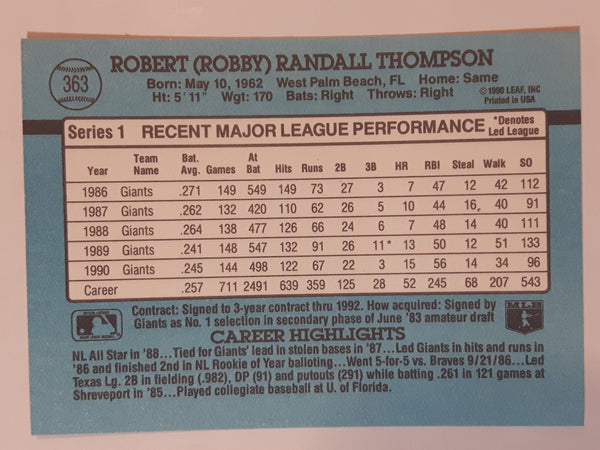 363
ROBERT (ROBBY) RANDALL THOMPSON
Born: May 10, 1962 West Palm Beach, FL Home: Same
Ht: 5' 11" Wgt: 170 Bats: Right Throws: Right
© 1990 LEAF, INC
Printed in USA
Series 1 RECENT MAJOR LEAGUE PERFORMANCE *Denotes Led League
Year Team Name Bat. Avg. Games At Bat Hits Runs 2B 3B HR RBI Steal Walk SO
1986 Giants .271 149 549 149 73 27 3 7 47 12 42 112
1987 Giants .262 132 420 110 62 26 5 10 44 16 40 91
1988 Giants .264 138 477 126 66 24 6 7 48 14 40 111
1989 Giants .241 148 547 132 91 26 11* 13 50 12 51 133
1990 Giants .245 144 498 122 67 22 3 15 56 14 34 96
Career .257 711 2491 639 359 125 28 52 245 68 207 543
Contract: Signed to 3-year contract thru 1992. How acquired: Signed by
Giants as No. 1 selection in secondary phase of June '83 amateur draft
MLB
CAREER HIGHLIGHTS
NL All Star in '88...Tied for Giants' lead in stolen bases in '87...Led Giants in hits and runs in
'86 and finished 2nd in NL Rookie of Year balloting...Went 5-for-5 vs. Braves 9/21/86...Led
Texas Lg. 2B in fielding (.982), DP (91) and putouts (291) while batting .261 in 121 games at
Shreveport in '85...Played collegiate baseball at U. of Florida.